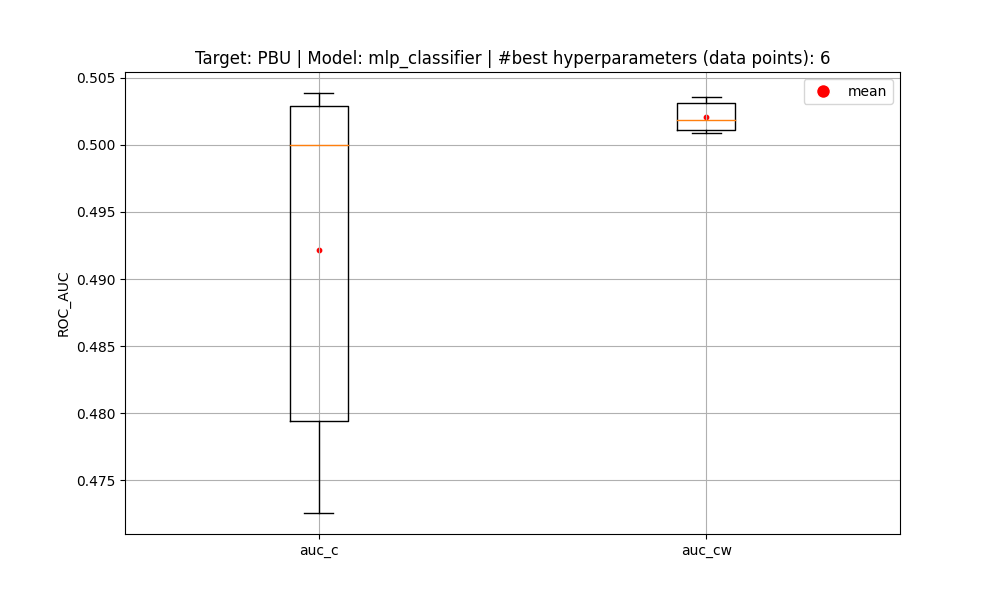 Target: PBU | Model: mlp_classifier | #best hyperparameters (data points): 6
mean
0.505
0.500
0.495
0.490
0.485
0.480
0.475
ROC_AUC
auc_c
auc_cw